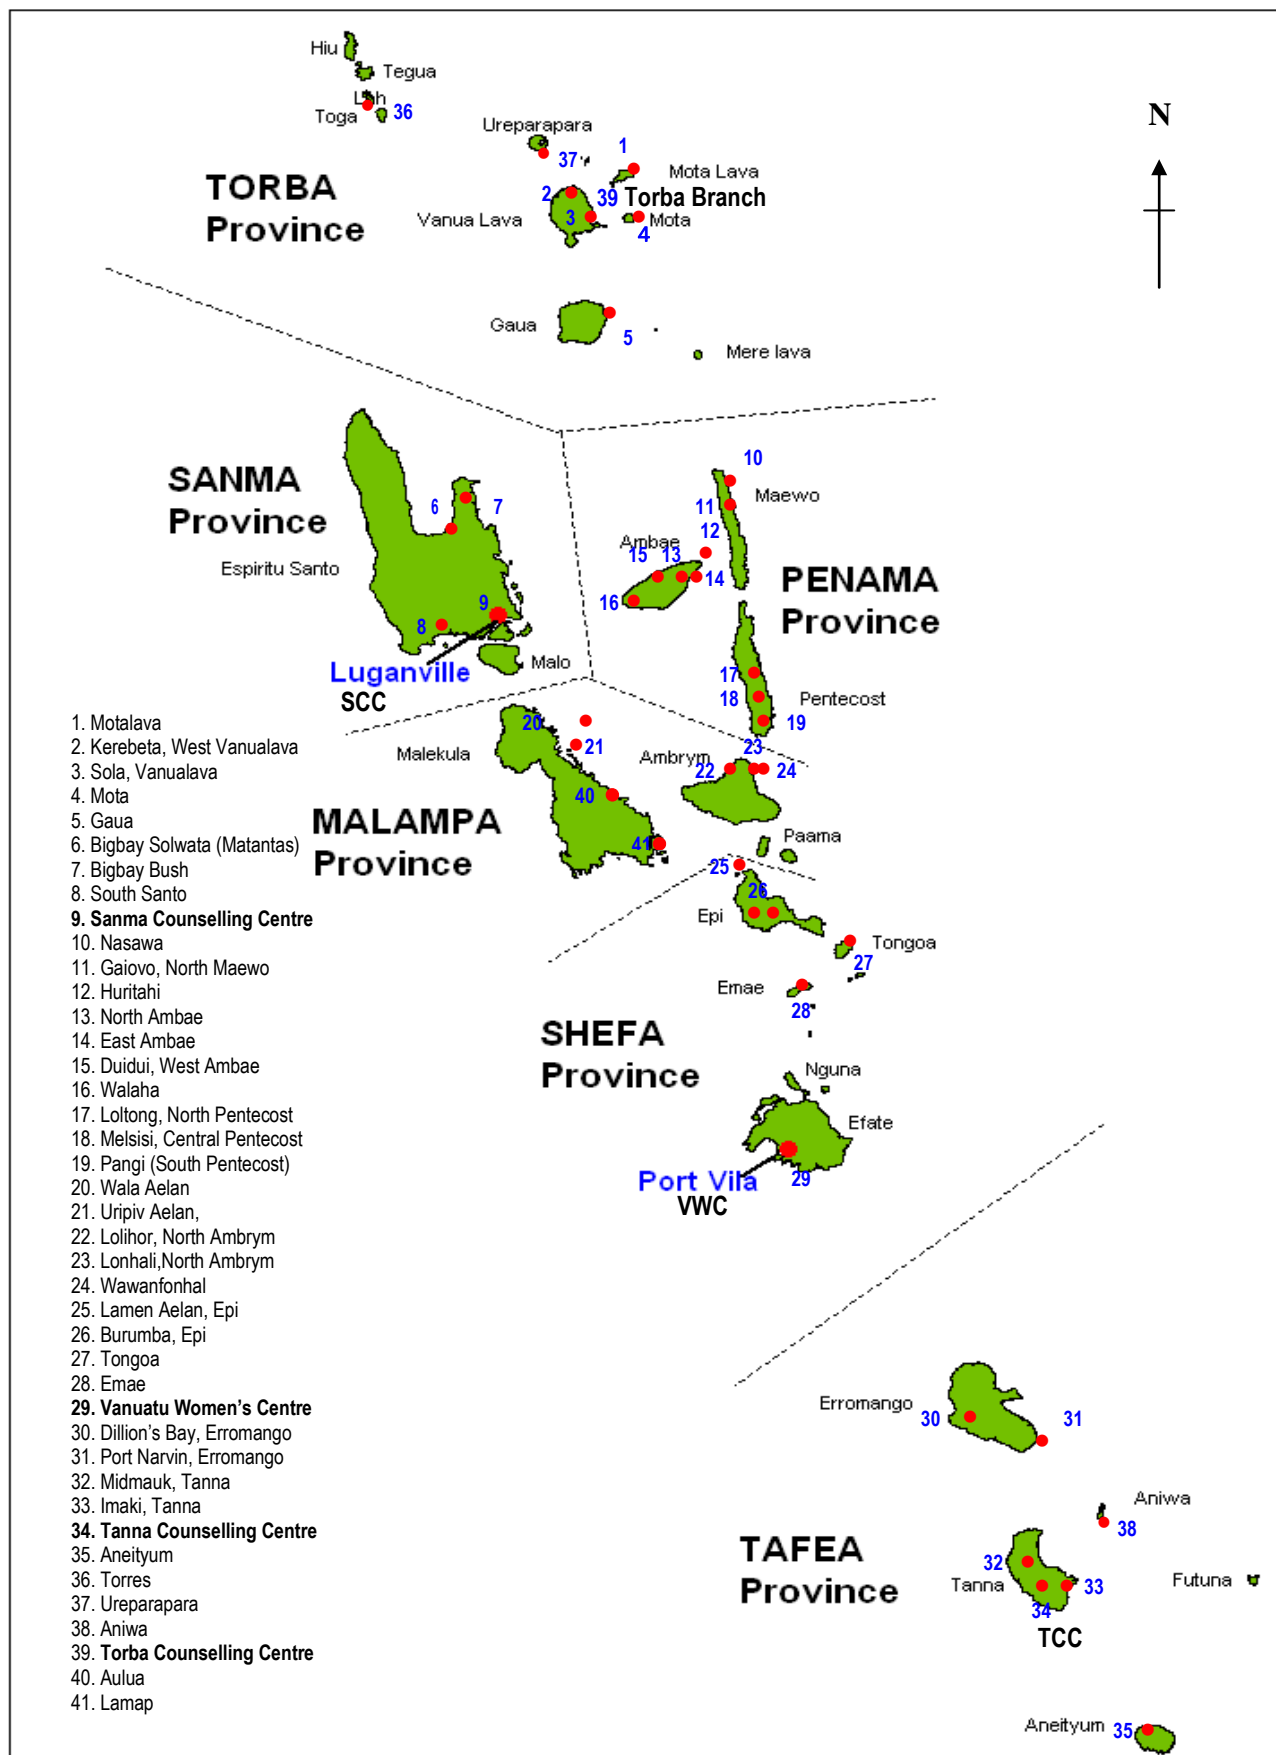 Hiu
Tegua
Loh
Toga
36
Ureparapara
N
1
37
Mota Lava
TORBA
Province
2
39
Torba Branch
Vanua Lava
3
Mota
4
Gaua
5
Mere lava
SANMA
Province
10
Maewo
6
7
11
12
Ambae
15
13
Espiritu Santo
14
PENAMA
Province
9
16
8
Luganville
Malo
SCC
17
18
Pentecost
19
20
21
Malekula
Ambrym
23
22
24
40
MALAMPA
Province
41
Paama
25
26
Epi
Tongoa
27
Emae
28
SHEFA
Province
Nguna
Efate
Port Vila
29
VWC
Erromango
30
31
Aniwa
38
TAFEA
Province
32
Tanna
33
Futuna
34
TCC
Aneityum
35
1. Motalava
2. Kerebeta, West Vanualava
3. Sola, Vanualava
4. Mota
5. Gaua
6. Bigbay Solwata (Matantas)
7. Bigbay Bush
8. South Santo
9. Sanma Counselling Centre
10. Nasawa
11. Gaiovo, North Maewo
12. Huritahi
13. North Ambae
14. East Ambae
15. Duidui, West Ambae
16. Walaha
17. Loltong, North Pentecost
18. Melsisi, Central Pentecost
19. Pangi (South Pentecost)
20. Wala Aelan
21. Uripiv Aelan,
22. Lolihor, North Ambrym
23. Lonhali,North Ambrym
24. Wawanfonhal
25. Lamen Aelan, Epi
26. Burumba, Epi
27. Tongoa
28. Emae
29. Vanuatu Women's Centre
30. Dillion's Bay, Erromango
31. Port Narvin, Erromango
32. Midmauk, Tanna
33. Imaki, Tanna
34. Tanna Counselling Centre
35. Aneityum
36. Torres
37. Ureparapara
38. Aniwa
39. Torba Counselling Centre
40. Aulua
41. Lamap